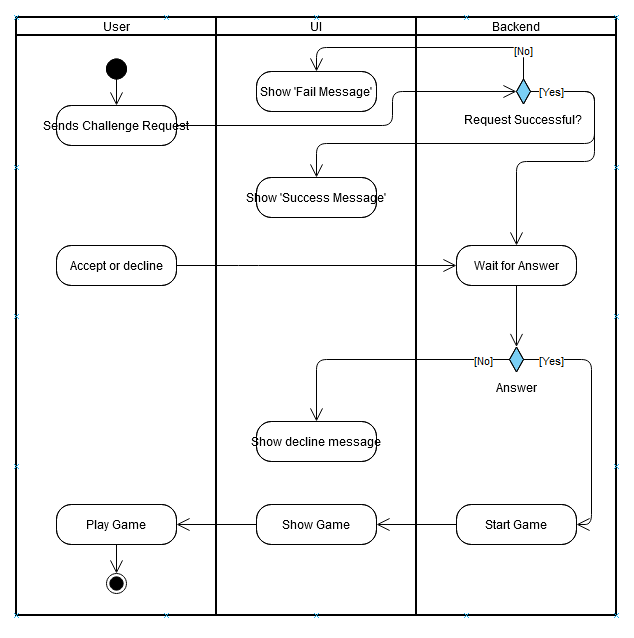 User
UI
Backend
[No]
Show 'Fail Message'
[Yes]
Request Successful?
Sends Challenge Request
Show 'Success Message'
Accept or decline
Wait for Answer
[No]
[Yes]
Answer
Show decline message
Play Game
Show Game
Start Game